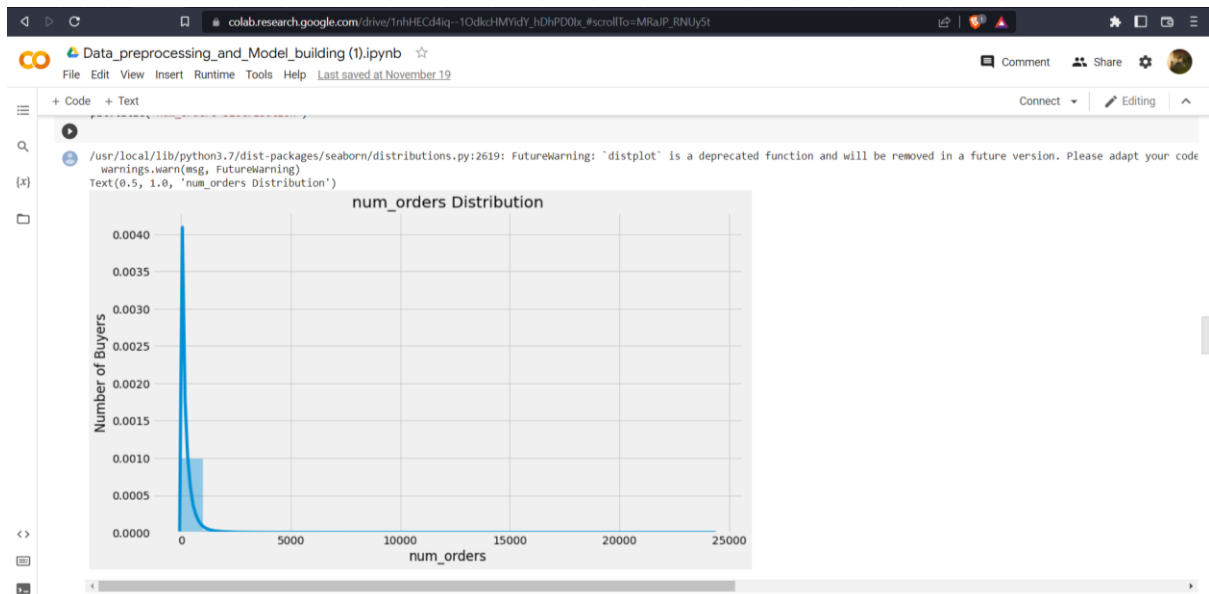 colab.research.google.com/drive/1nhHECd4iq--1OdkcHMYidY_hDhPD0Ix_#scrollTo=MRaJP_RNUy5t
CO
Data_preprocessing_and_Model_building (1).ipynb
File Edit View Insert Runtime Tools Help Last saved at November 19
Comment Share
+ Code + Text
Connect Editing
/usr/local/lib/python3.7/dist-packages/seaborn/distributions.py:2619: FutureWarning: `distplot` is a deprecated function and will be removed in a future version. Please adapt your code
warnings.warn(msg, FutureWarning)
Text(0.5, 1.0, 'num_orders Distribution')
{x}
num_orders Distribution
Number of Buyers
0.0040
0.0035
0.0030
0.0025
0.0020
0.0015
0.0010
0.0005
0.0000
0 5000 10000 15000 20000 25000
num_orders
<>